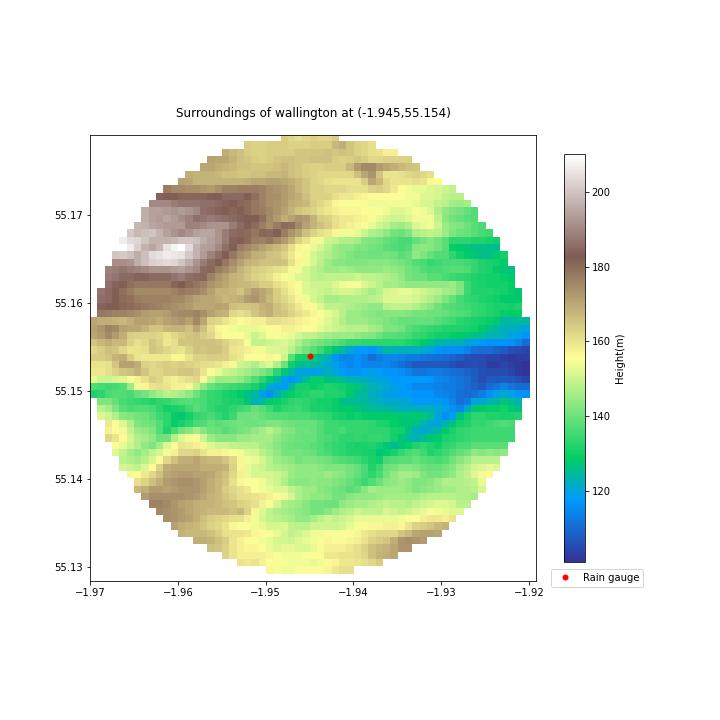 Surroundings of wallington at (-1.945,55.154)
55.17
55.16
55.15
55.14
55.13
−1.97 −1.96 −1.95 −1.94 −1.93 −1.92
200
180
160
140
120
Height(m)
Rain gauge